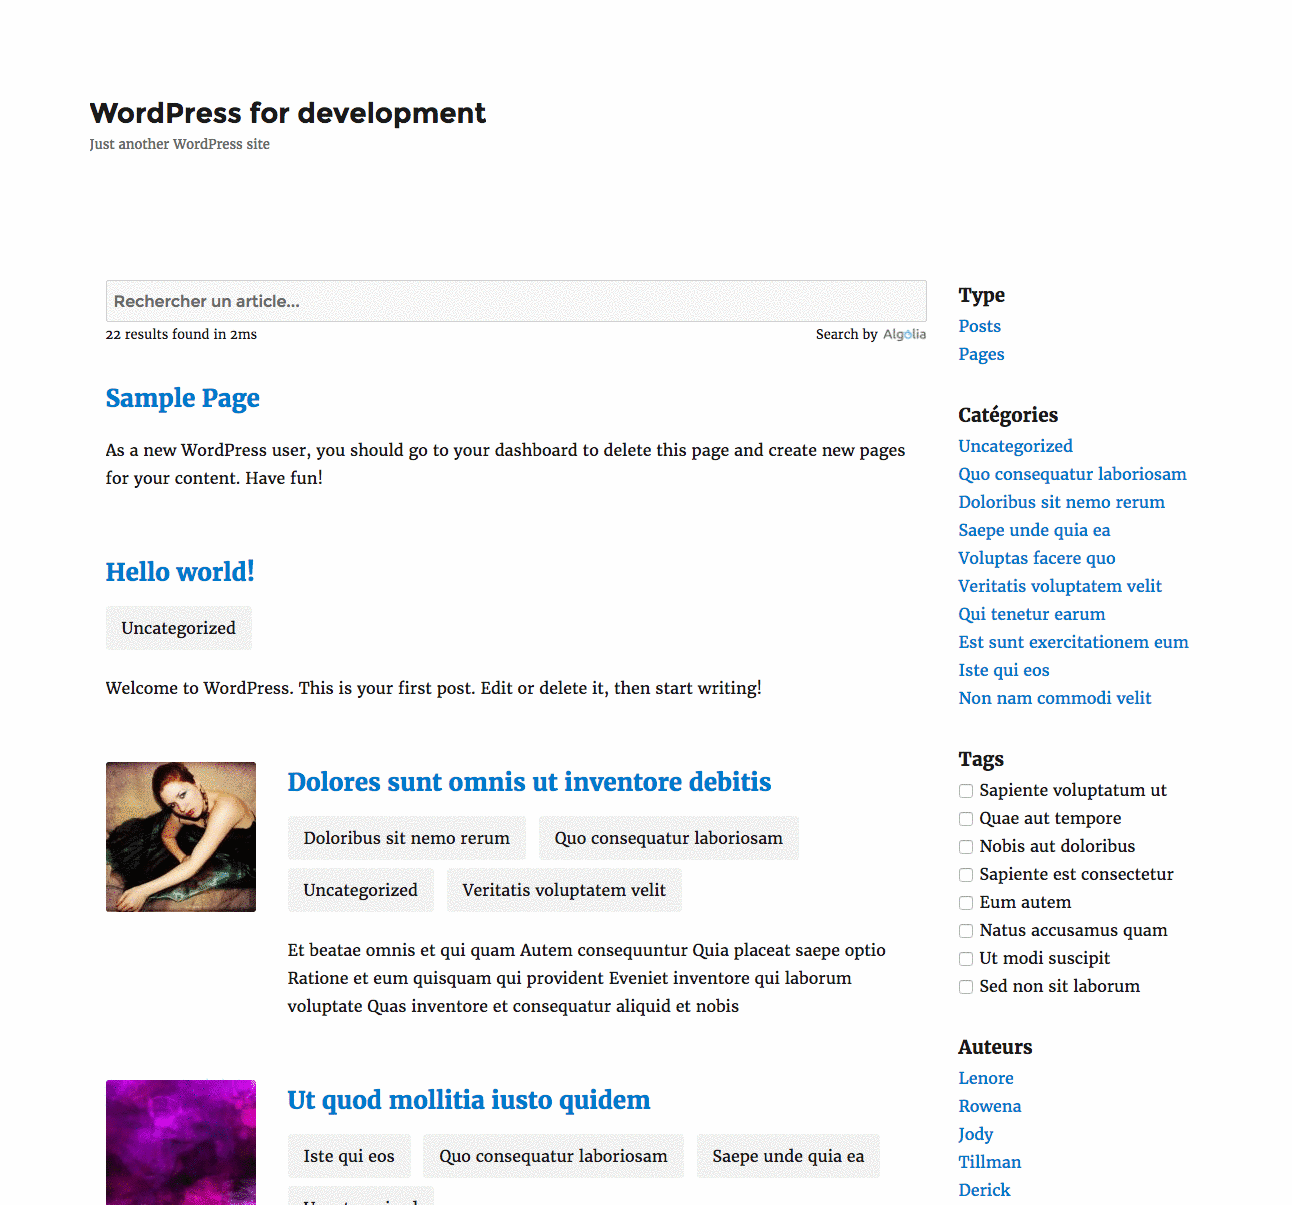 WordPress for development
Just another WordPress site
Rechercher un article...
22 results found in 2ms
Search by Algolia
Sample Page
As a new WordPress user, you should go to your dashboard to delete this page and create new pages
for your content. Have fun!
Hello world!
Uncategorized
Welcome to WordPress. This is your first post. Edit or delete it, then start writing!
Dolores sunt omnis ut inventore debitis
Doloribus sit nemo rerum Quo consequatur laboriosam
Uncategorized Veritatis voluptatem velit
Et beatae omnis et qui quam Autem consequuntur Quia placeat saepe optio
Ratione et eum quisquam qui provident Eveniet inventore qui laborum
voluptate Quas inventore et consequatur aliquid et nobis
Ut quod mollitia iusto quidem
Iste qui eos Quo consequatur laboriosam Saepe unde quia ea
Type
Posts
Pages
Catégories
Uncategorized
Quo consequatur laboriosam
Doloribus sit nemo rerum
Saepe unde quia ea
Voluptas facere quo
Veritatis voluptatem velit
Qui tenetur earum
Est sunt exercitationem eum
Iste qui eos
Non nam commodi velit
Tags
Sapiente voluptatum ut
Quae aut tempore
Nobis aut doloribus
Sapiente est consectetur
Eum autem
Natus accusamus quam
Ut modi suscipit
Sed non sit laborum
Auteurs
Lenore
Rowena
Jody
Tillman
Derick